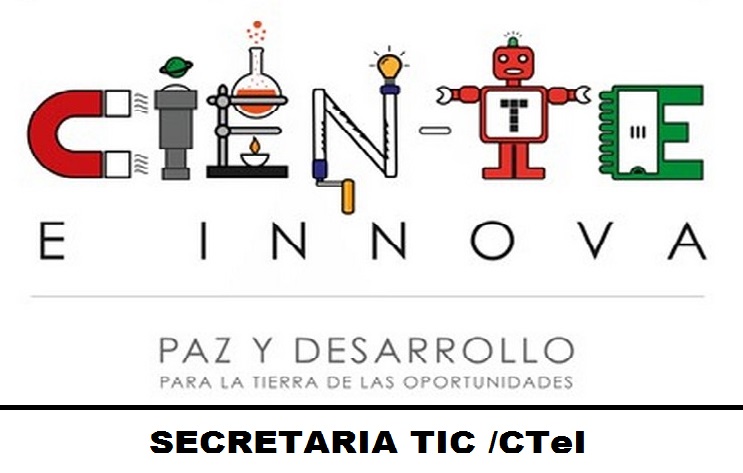 CIEN-TE
E INNOVA
PAZ Y DESARROLLO
PARA LA TIERRA DE LAS OPORTUNIDADES
SECRETARIA TIC /CTeI